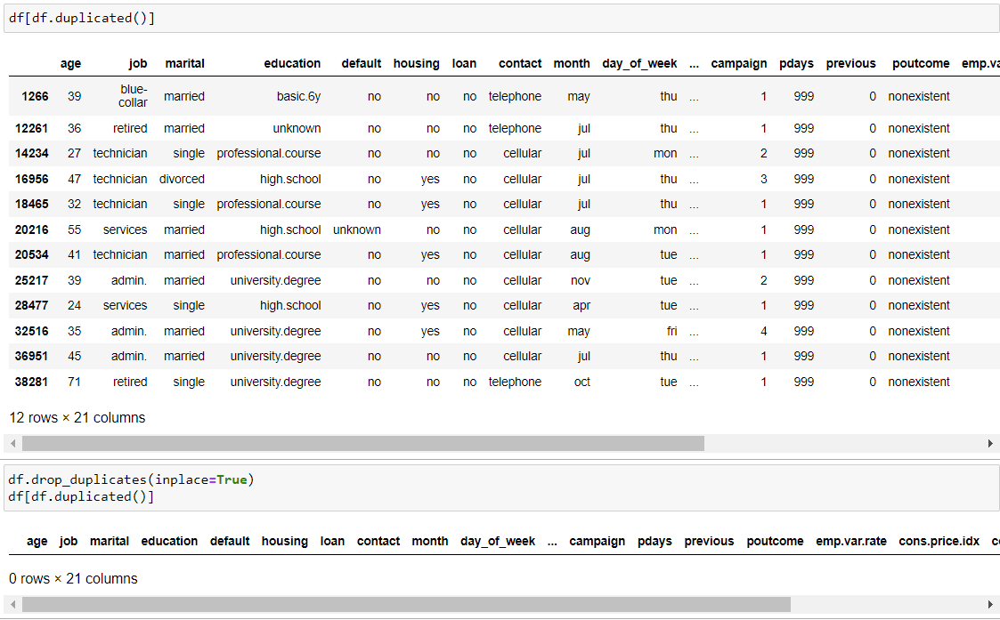 df[df.duplicated()]
age job marital education default housing loan contact month day_of_week ... campaign pdays previous poutcome emp.va
1266 39 blue-collar married basic.6y no no no telephone may thu ... 1 999 0 nonexistent
12261 36 retired married unknown no no no telephone jul thu ... 1 999 0 nonexistent
14234 27 technician single professional.course no no no cellular jul mon ... 2 999 0 nonexistent
16956 47 technician divorced high.school no yes no cellular jul thu ... 3 999 0 nonexistent
18465 32 technician single professional.course no yes no cellular jul thu ... 1 999 0 nonexistent
20216 55 services married high.school unknown no no cellular aug mon ... 1 999 0 nonexistent
20534 41 technician married professional.course no yes no cellular aug tue ... 1 999 0 nonexistent
25217 39 admin. married university.degree no no no cellular nov tue ... 2 999 0 nonexistent
28477 24 services single high.school no yes no cellular apr tue ... 1 999 0 nonexistent
32516 35 admin. married university.degree no yes no cellular may fri ... 4 999 0 nonexistent
36951 45 admin. married university.degree no no no cellular jul thu ... 1 999 0 nonexistent
38281 71 retired single university.degree no no no telephone oct tue ... 1 999 0 nonexistent
12 rows × 21 columns
df.drop_duplicates(inplace=True)
df[df.duplicated()]
age job marital education default housing loan contact month day_of_week ... campaign pdays previous poutcome emp.var.rate cons.price.idx c
0 rows × 21 columns